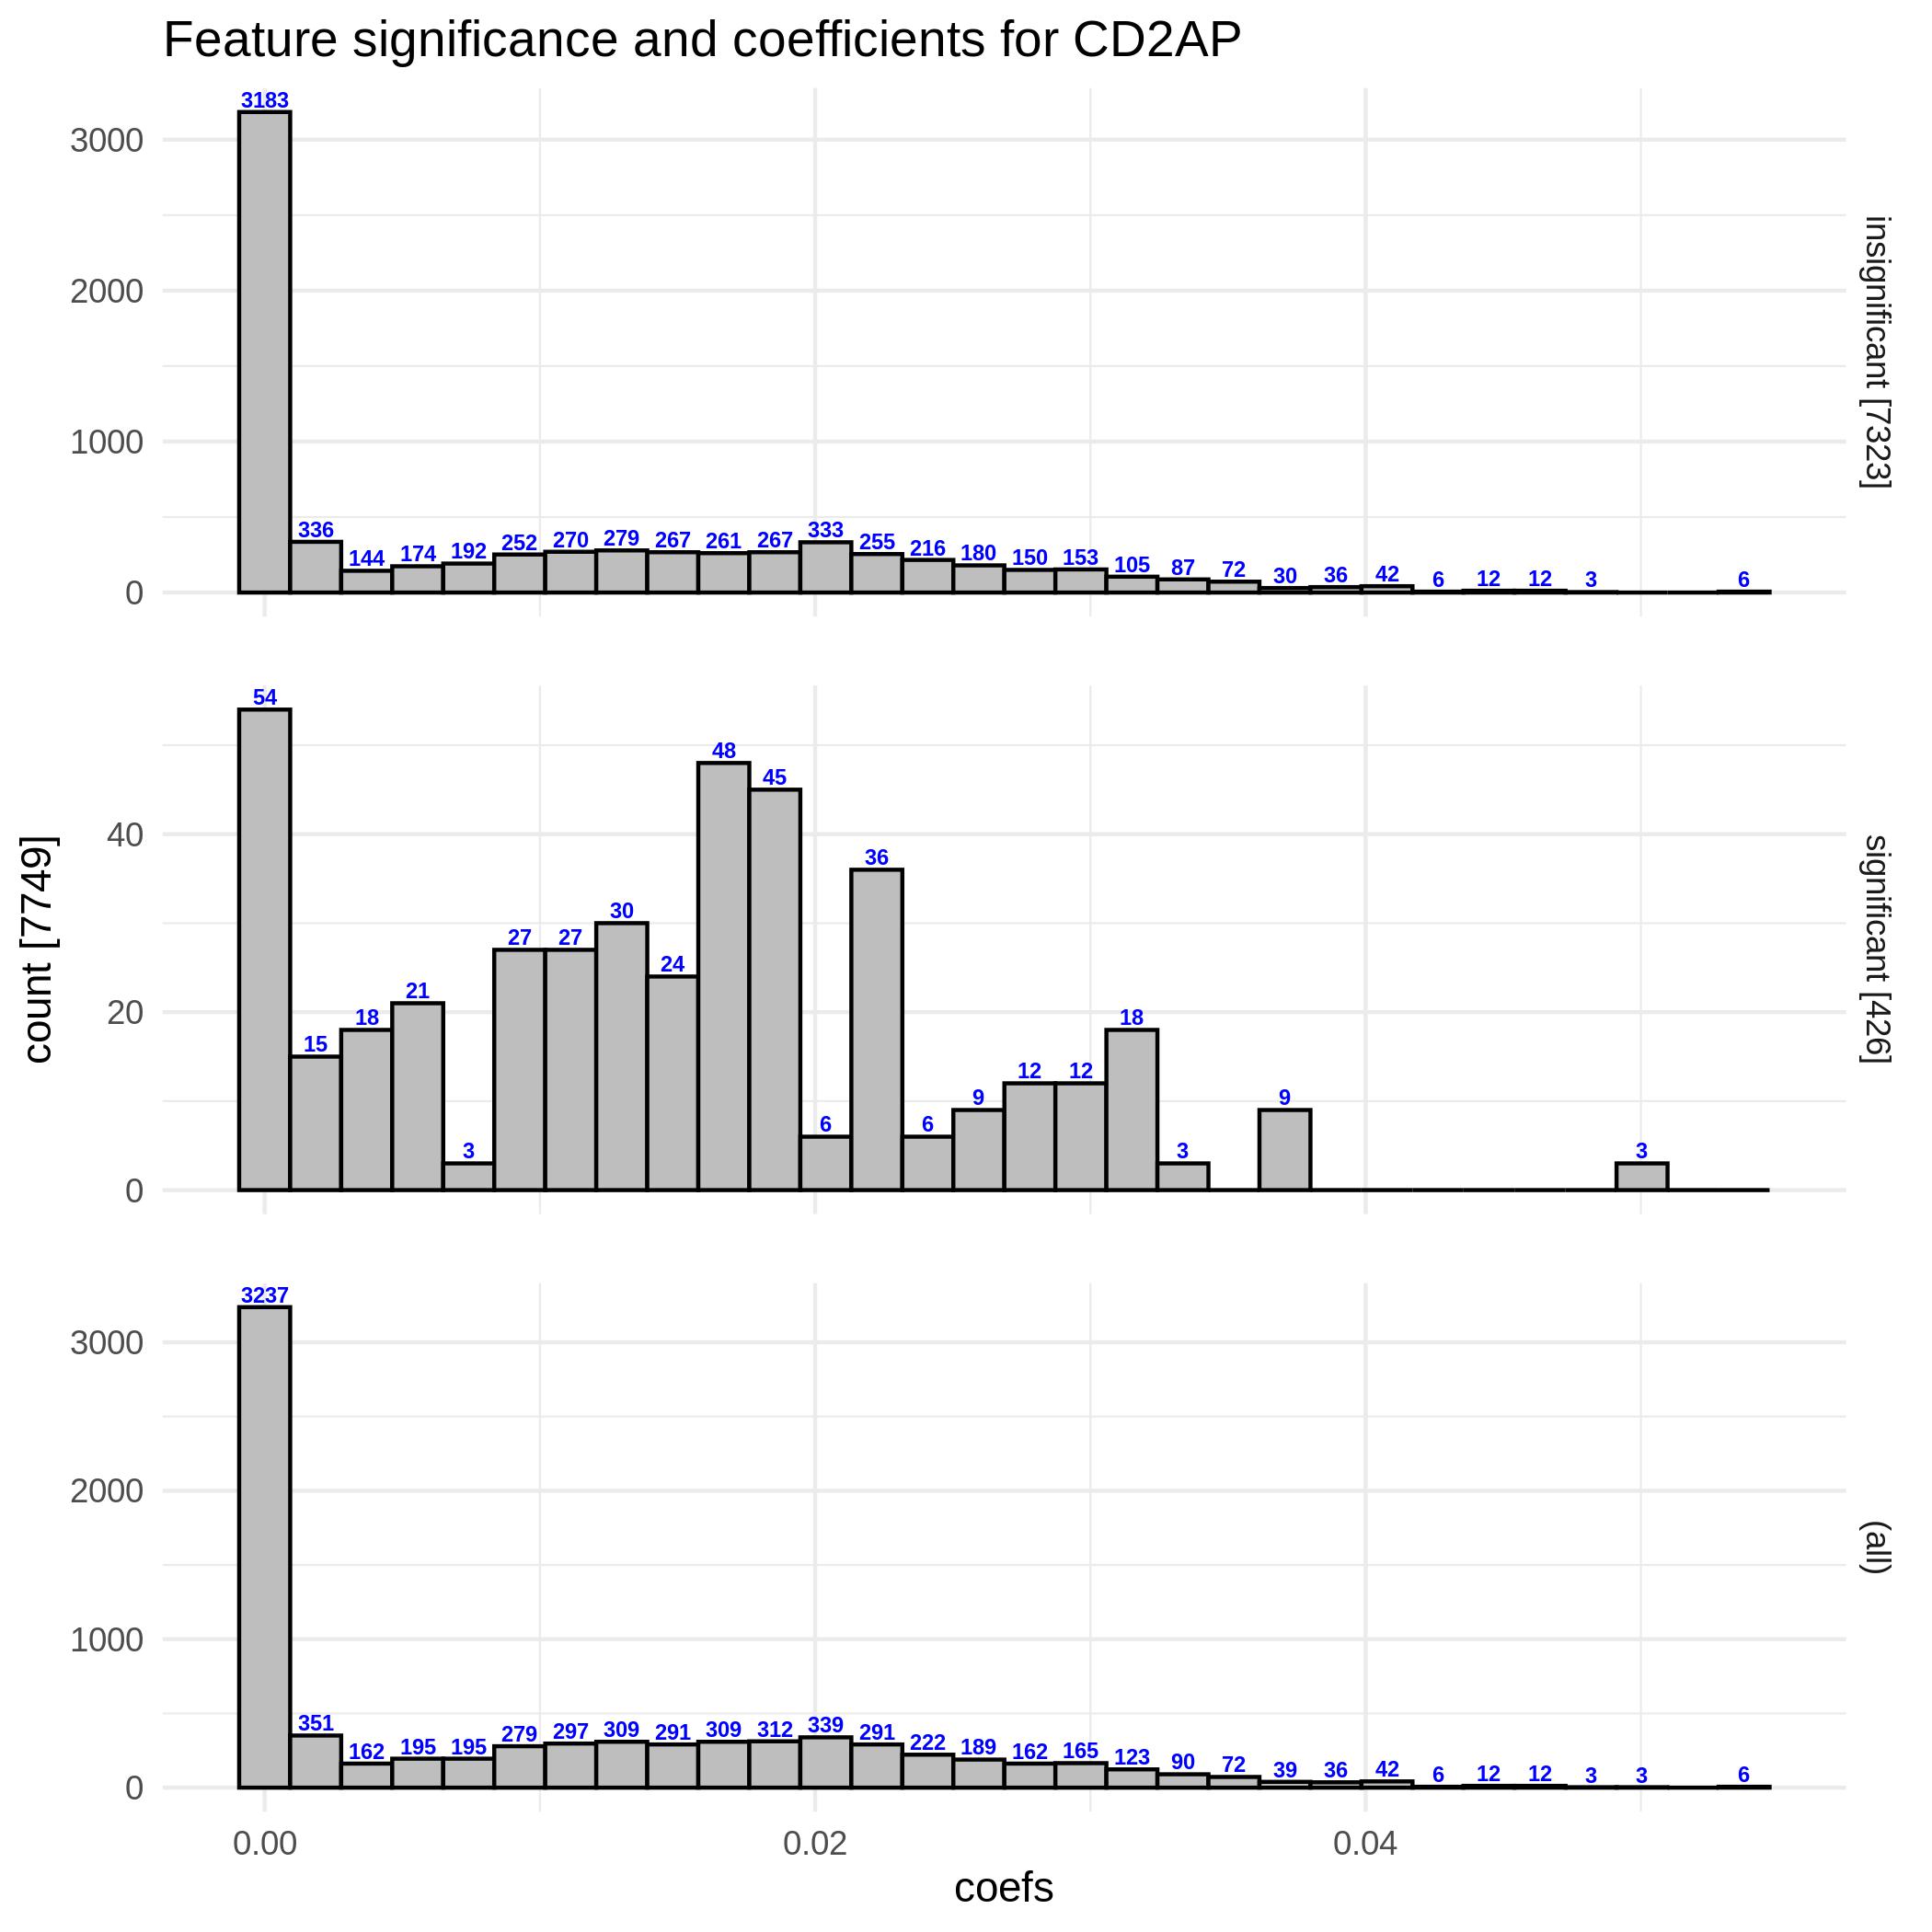 Feature significance and coefficients for CD2AP
3183
3000
2000
1000
336 144 174 192 252 270 279 267 261 267 333 255 216 180 150 153 105 87 72 30 36 42 6 12 12 3 6
0
insignificant [7323]
54
48
45
40
36
30
27 27
24
21
20
18 18
15
12 12
9 9
6 6
3 3 3
0
significant [426]
count [7749]
3237
3000
2000
1000
351 162 195 195 279 297 309 291 309 312 339 291 222 189 162 165 123 90 72 39 36 42 6 12 12 3 3 6
0
(all)
0.00 0.02 0.04
coefs